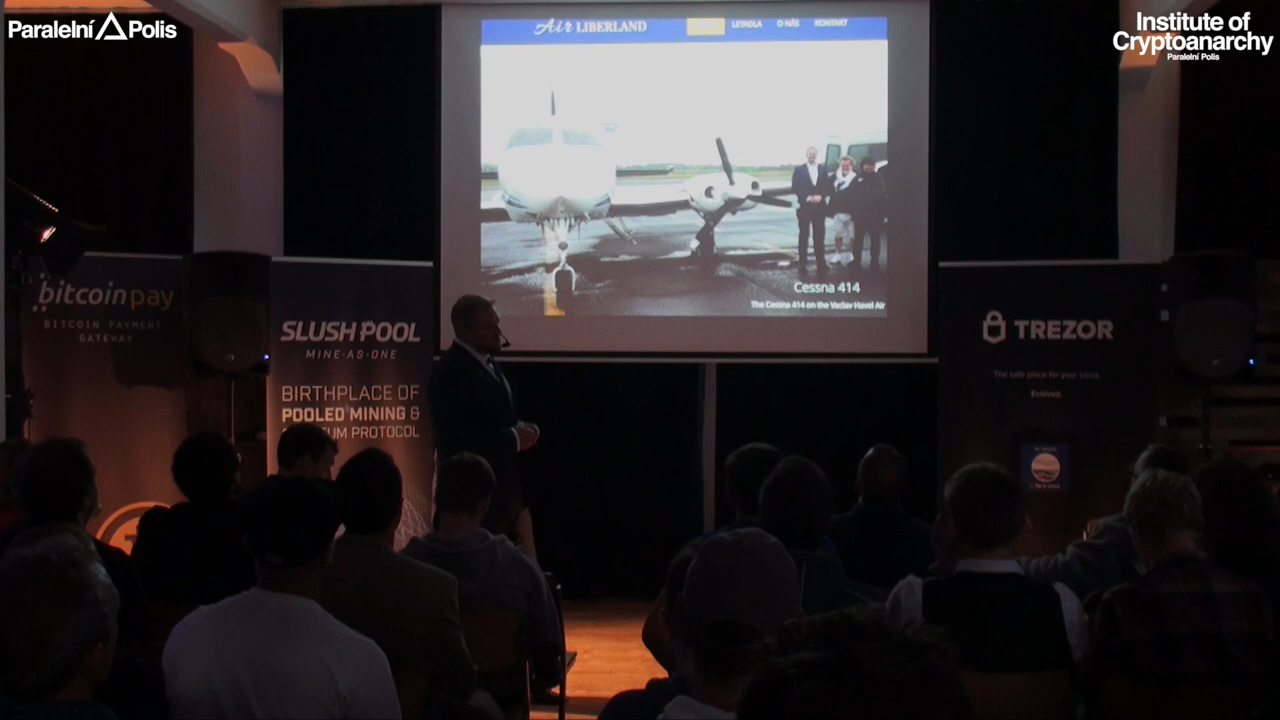 Paralelní Polis
Institute of
Cryptoanarchy
Paralelní Polis
Air LIBERLAND
LETADLA O NÁS KONTAKT
Cessna 414
The Cessna 414 on the Vaclav Havel Air
bitcoinpay
BITCOIN PAYMENT
GATEWAY
SLUSH POOL
MINE·AS·ONE
BIRTHPLACE OF
POOLED MINING &
UM PROTOCOL
TREZOR
The safe place for your coins.
Evolved.